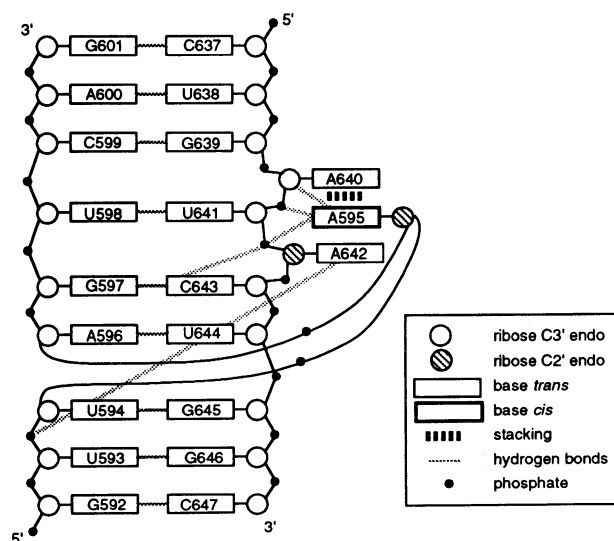 5'
3'
G601 C637
A600 U638
C599 G639
A640
U598 U641 A595
A642
G597 C643
A596 U644
U594 G645
U593 G646
G592 C647
5' 3'
ribose C3' endo
ribose C2' endo
base trans
base cis
stacking
hydrogen bonds
phosphate